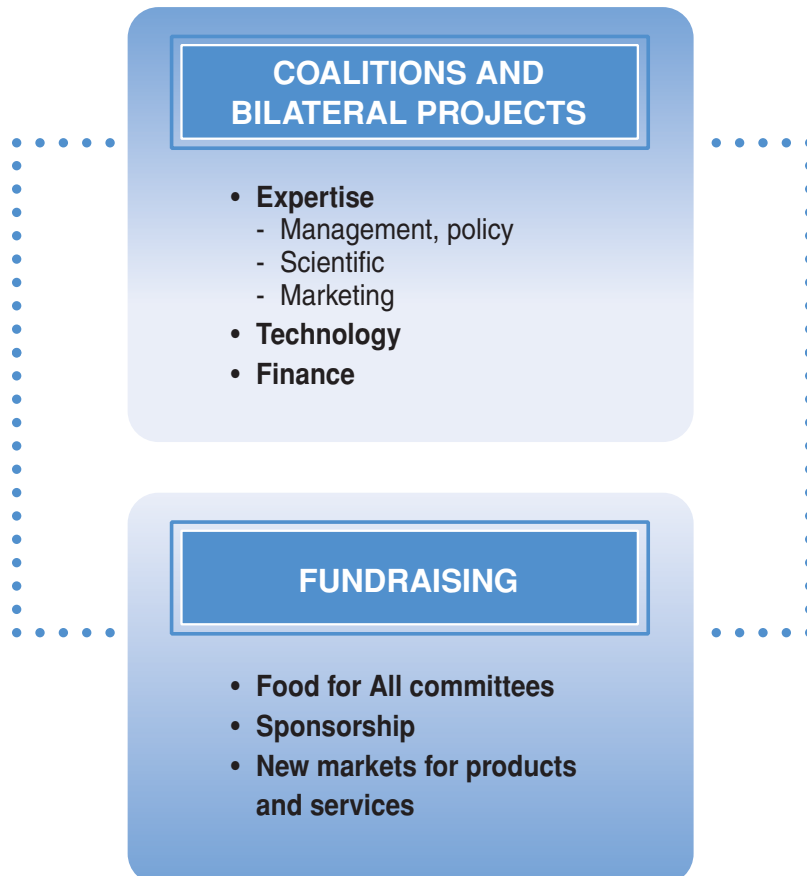 COALITIONS AND
BILATERAL PROJECTS
• Expertise
- Management, policy
- Scientific
- Marketing
• Technology
• Finance
FUNDRAISING
• Food for All committees
• Sponsorship
• New markets for products
and services